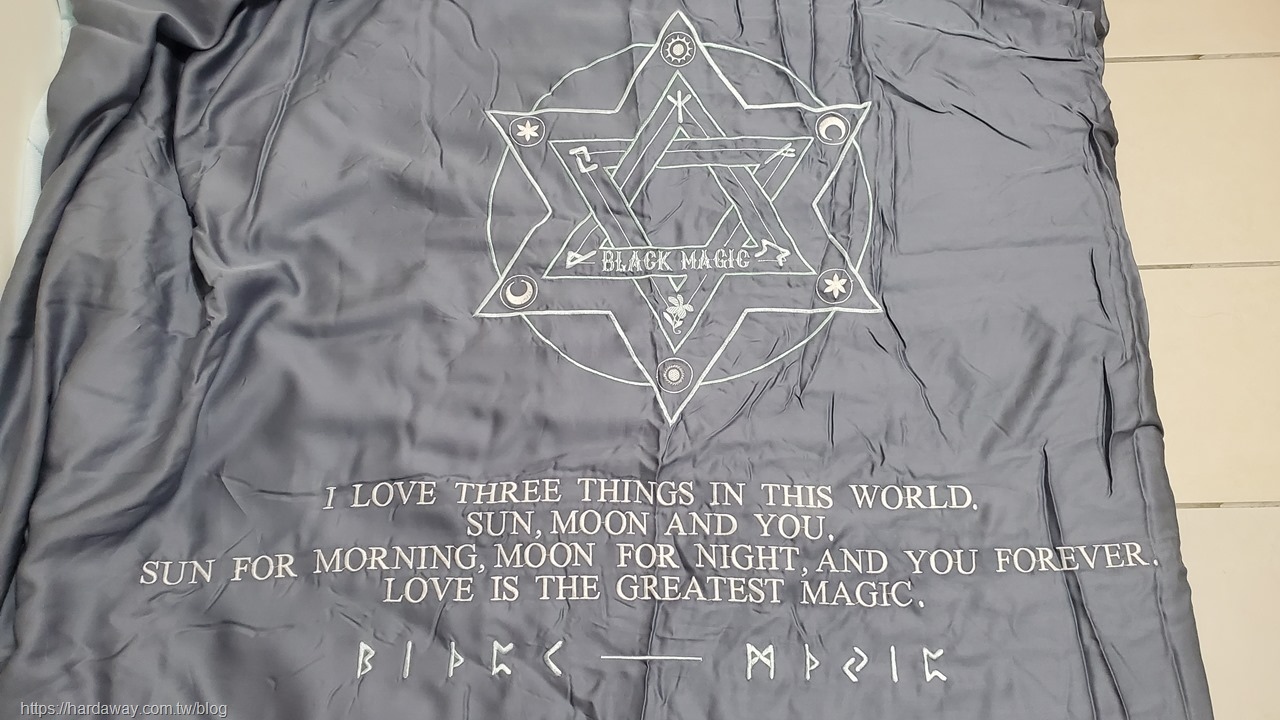 BLACK MAGIC
I LOVE THREE THINGS IN THIS WORLD.
SUN, MOON AND YOU.
SUN FOR MORNING, MOON FOR NIGHT, AND YOU FOREVER.
LOVE IS THE GREATEST MAGIC.
ᛒ ᛁ ᚦ ᛈ ᚲ —— ᛗ ᚦ ᛃ ᛁ ᛈ
https://hardaway.com.tw/blog